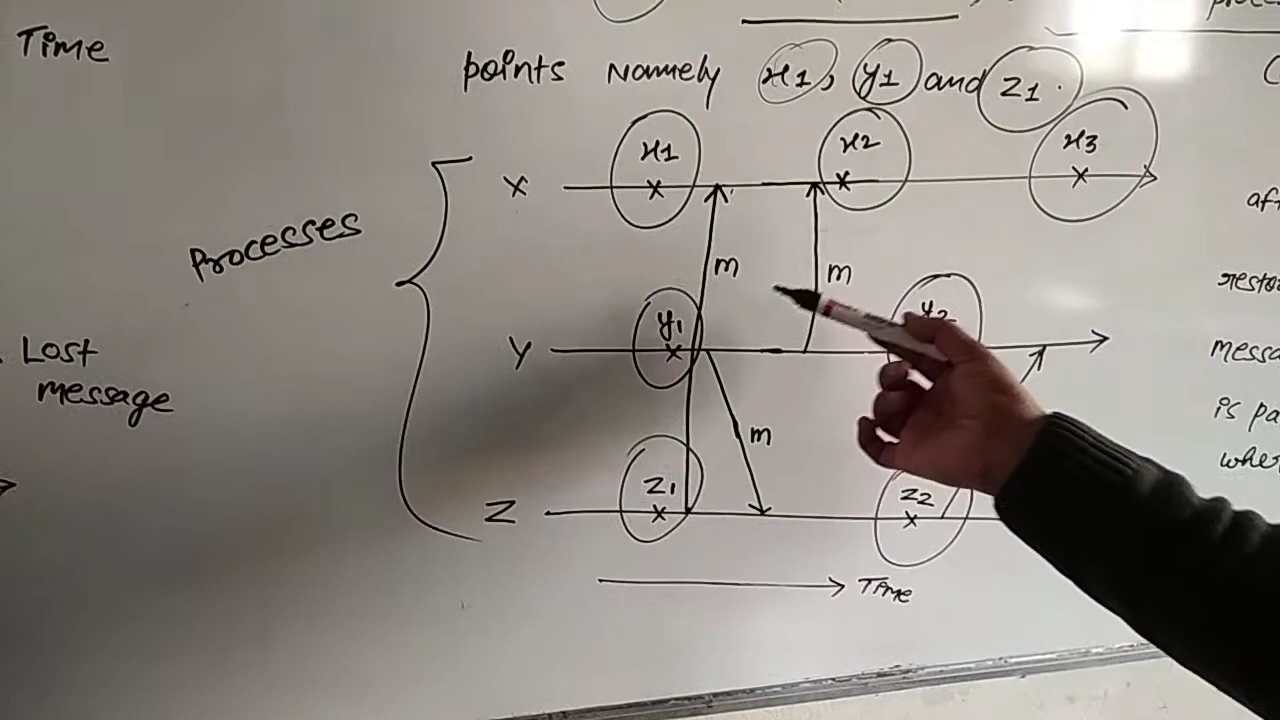 Time
points Namely x1, y1 and z1.
x1 x2 x3
X
Processes
m m
y1 y2
Y
Lost
message
m
z1 z2
Z
Time
resto
messa
is pa
whe